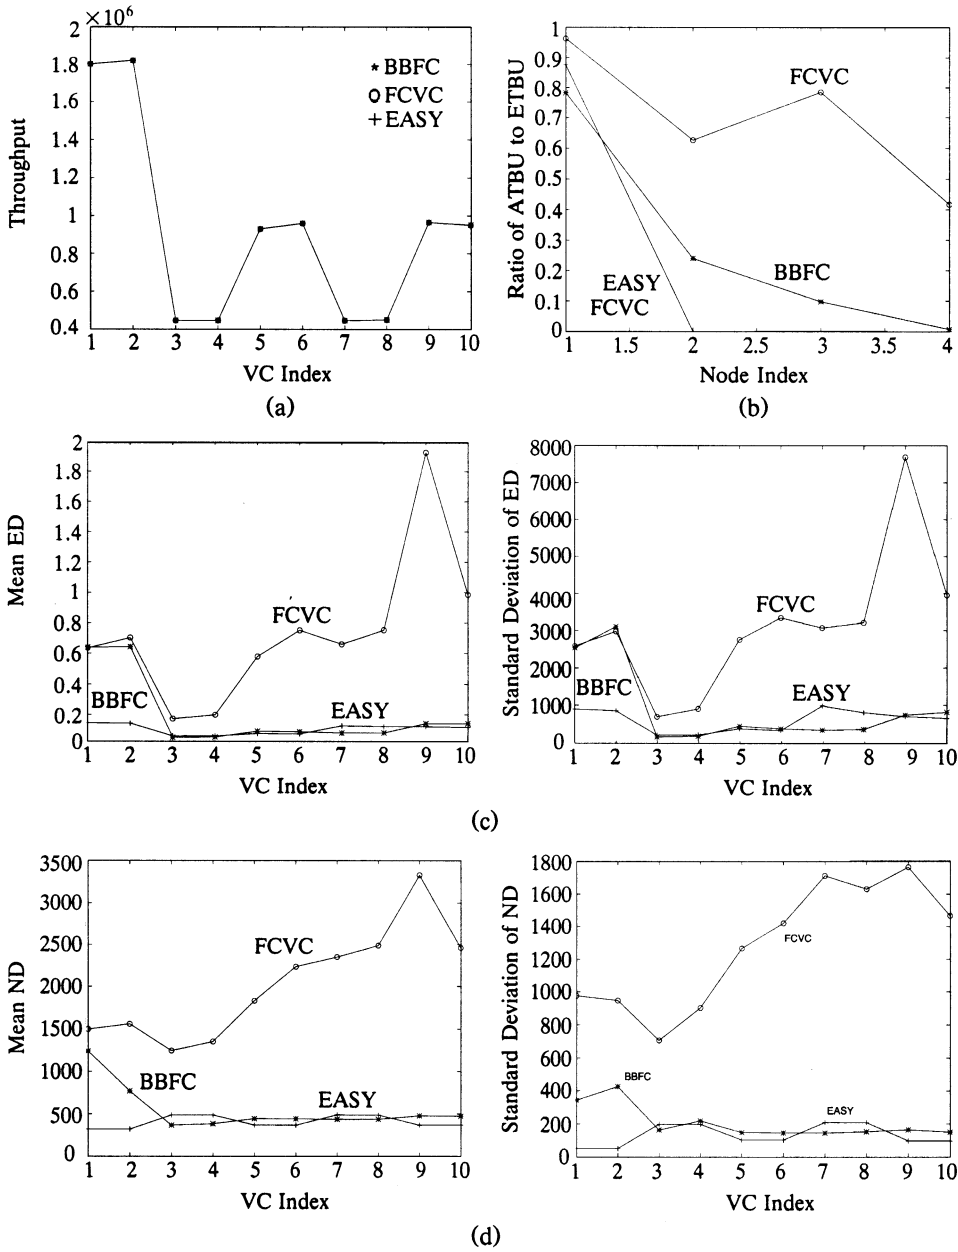 ×10⁶
2
1.8
1.6
1.4
1.2
1
0.8
0.6
0.4
Throughput
* BBFC
○ FCVC
+ EASY
1 2 3 4 5 6 7 8 9 10
VC Index
(a)
1
0.9
0.8
0.7
0.6
0.5
0.4
0.3
0.2
0.1
0
Ratio of ATBU to ETBU
FCVC
BBFC
EASY
FCVC
1 1.5 2 2.5 3 3.5 4
Node Index
(b)
2
1.8
1.6
1.4
1.2
1
0.8
0.6
0.4
0.2
0
Mean ED
FCVC
BBFC
EASY
1 2 3 4 5 6 7 8 9 10
VC Index
8000
7000
6000
5000
4000
3000
2000
1000
0
Standard Deviation of ED
FCVC
BBFC
EASY
1 2 3 4 5 6 7 8 9 10
VC Index
(c)
3500
3000
2500
2000
1500
1000
500
0
Mean ND
FCVC
BBFC
EASY
1 2 3 4 5 6 7 8 9 10
VC Index
1800
1600
1400
1200
1000
800
600
400
200
0
Standard Deviation of ND
FCVC
BBFC
EASY
1 2 3 4 5 6 7 8 9 10
VC Index
(d)